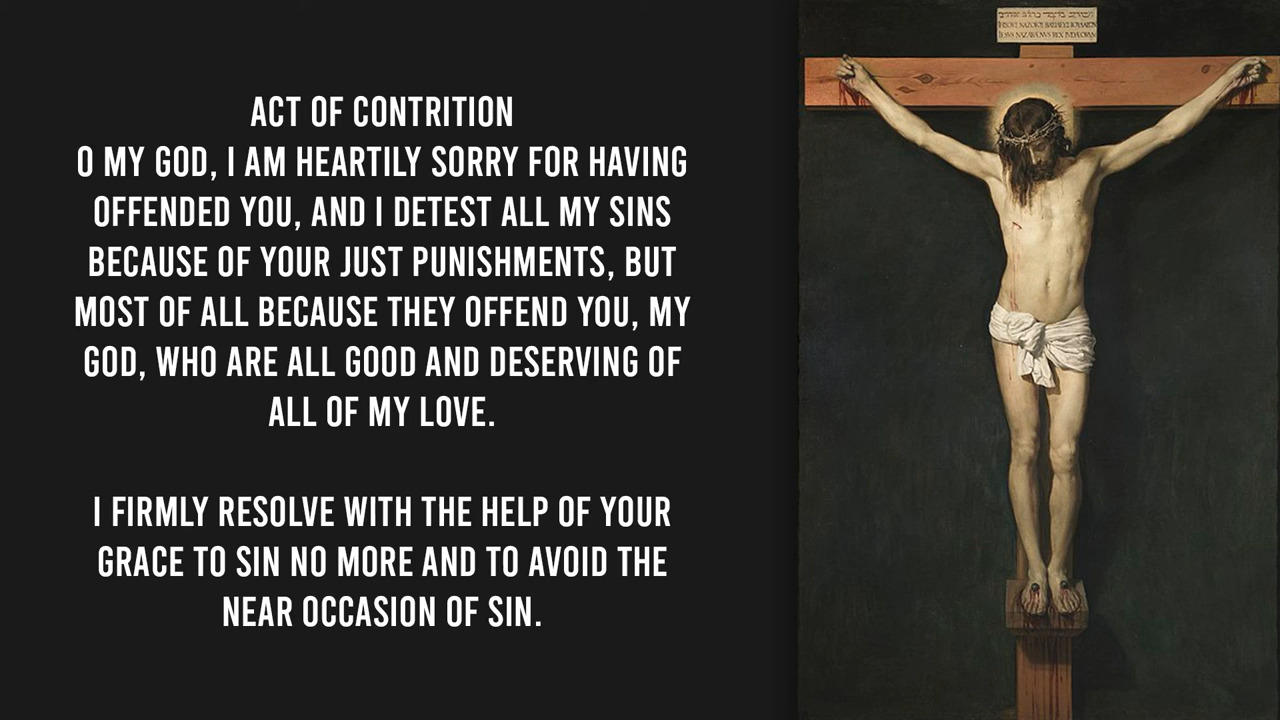 ACT OF CONTRITION
O MY GOD, I AM HEARTILY SORRY FOR HAVING
OFFENDED YOU, AND I DETEST ALL MY SINS
BECAUSE OF YOUR JUST PUNISHMENTS, BUT
MOST OF ALL BECAUSE THEY OFFEND YOU, MY
GOD, WHO ARE ALL GOOD AND DESERVING OF
ALL OF MY LOVE.
I FIRMLY RESOLVE WITH THE HELP OF YOUR
GRACE TO SIN NO MORE AND TO AVOID THE
NEAR OCCASION OF SIN.
REX